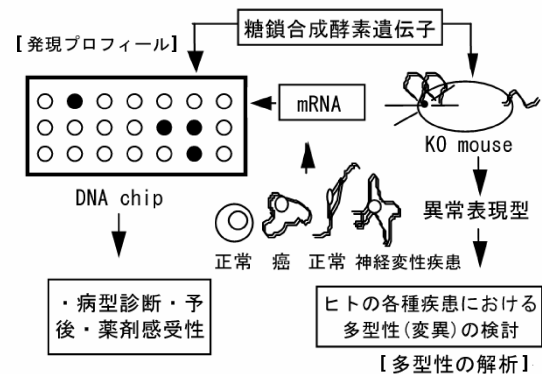 糖鎖合成酵素遺伝子
[発現プロフィール]
mRNA
KO mouse
DNA chip
異常表現型
正常 癌 正常 神経変性疾患
・病型診断・予
後・薬剤感受性
ヒトの各種疾患における
多型性(変異)の検討
[多型性の解析]